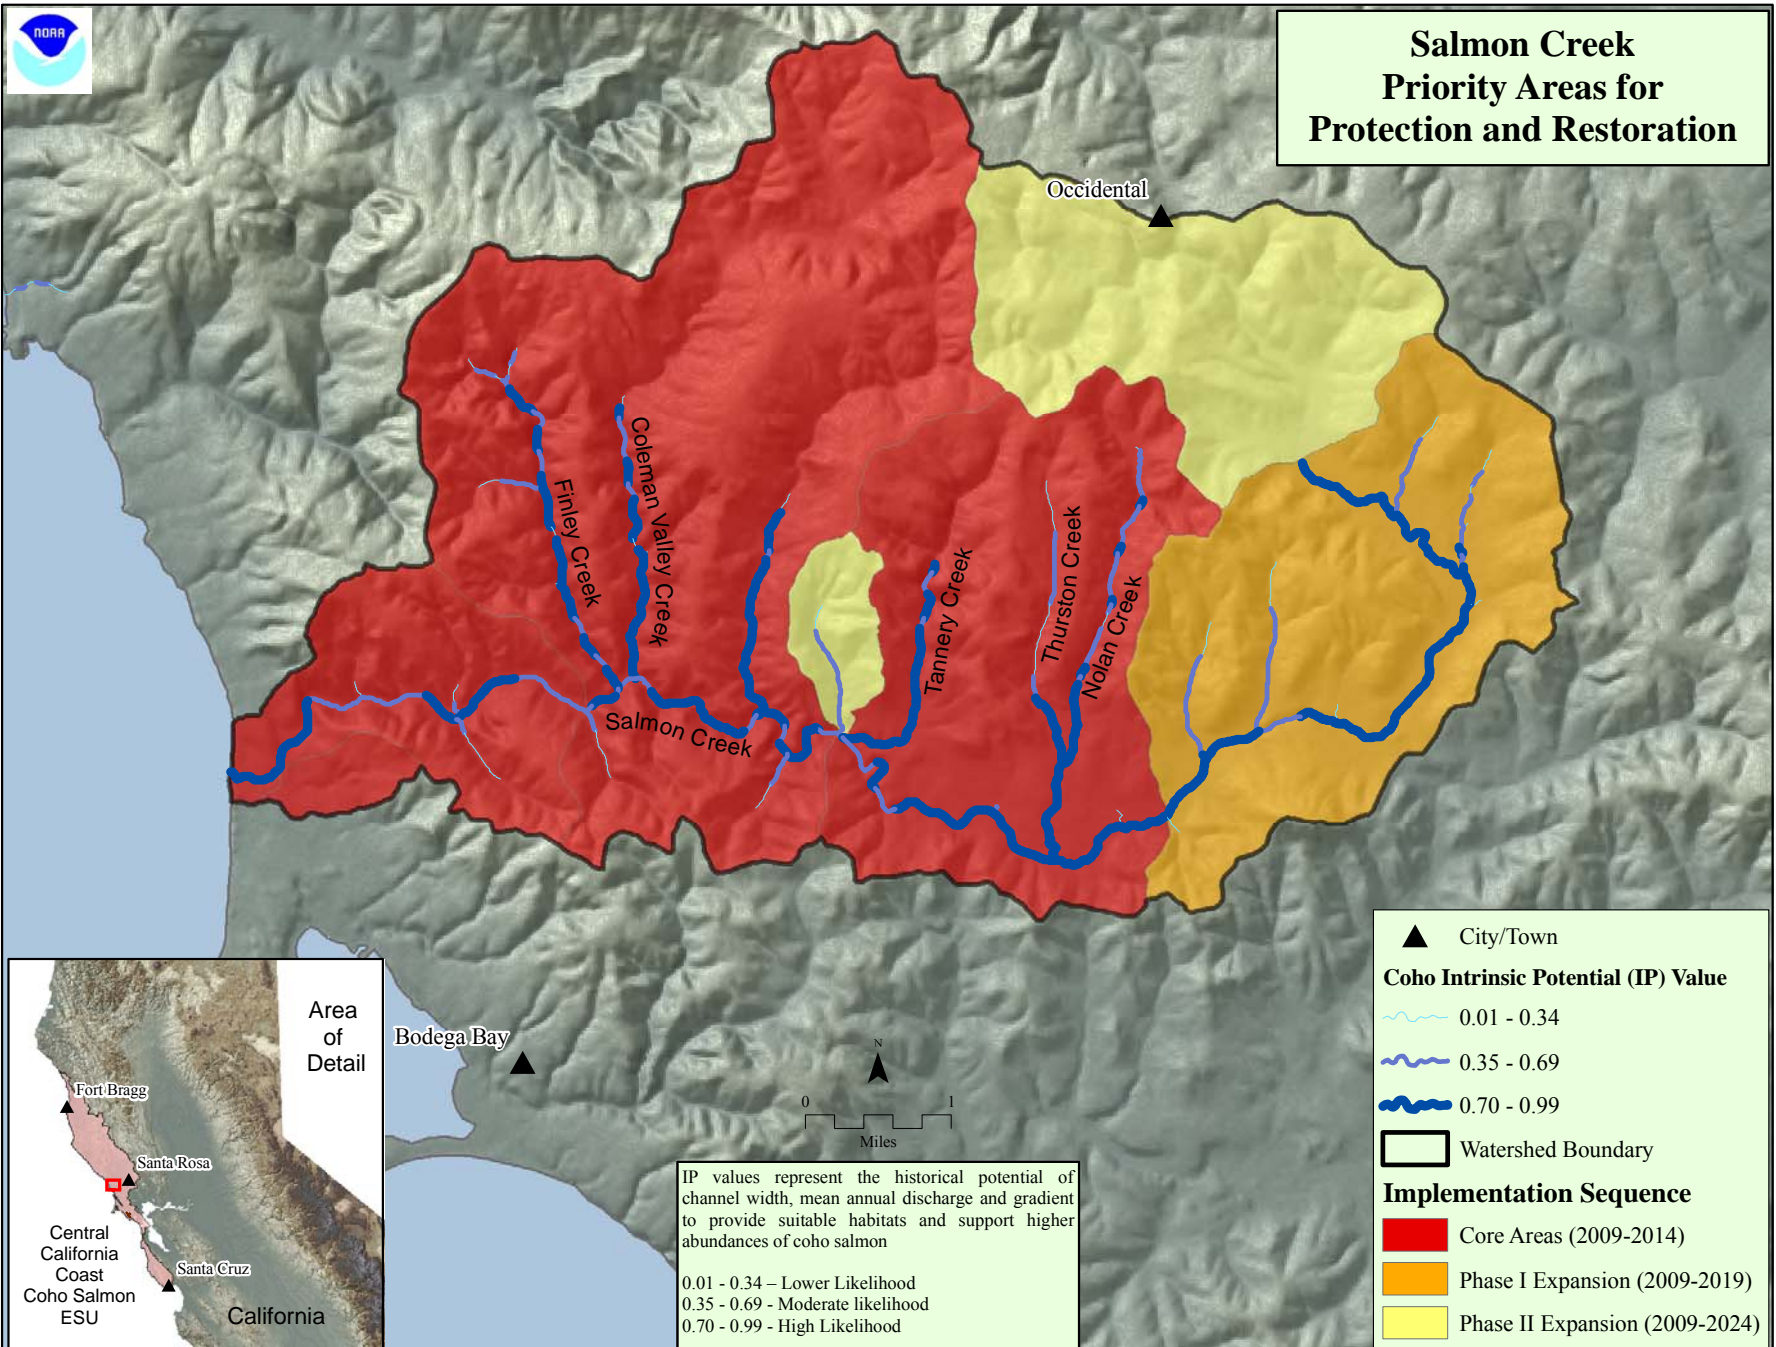 NOAA
Salmon Creek
Priority Areas for
Protection and Restoration
Occidental
Finley Creek
Coleman Valley Creek
Tannery Creek
Thurston Creek
Nolan Creek
Salmon Creek
Bodega Bay
N
0 1
Miles
Area
of
Detail
Fort Bragg
Santa Rosa
Central
California
Coast
Coho Salmon
ESU
Santa Cruz
California
IP values represent the historical potential of
channel width, mean annual discharge and gradient
to provide suitable habitats and support higher
abundances of coho salmon
0.01 - 0.34 – Lower Likelihood
0.35 - 0.69 - Moderate likelihood
0.70 - 0.99 - High Likelihood
City/Town
Coho Intrinsic Potential (IP) Value
0.01 - 0.34
0.35 - 0.69
0.70 - 0.99
Watershed Boundary
Implementation Sequence
Core Areas (2009-2014)
Phase I Expansion (2009-2019)
Phase II Expansion (2009-2024)